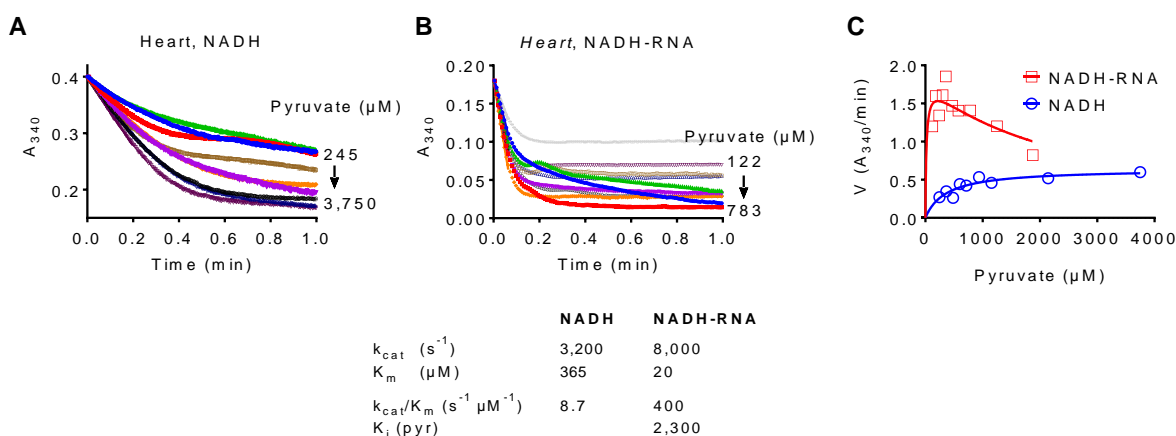 A
Heart, NADH
A340
0.4
0.3
0.2
Pyruvate (µM)
245
3,750
0.0 0.2 0.4 0.6 0.8 1.0
Time (min)
B
Heart, NADH-RNA
A340
0.20
0.15
0.10
0.05
0.00
Pyruvate (µM)
122
783
0.0 0.2 0.4 0.6 0.8 1.0
Time (min)
C
V (A340/min)
2.0
1.5
1.0
0.5
0.0
NADH-RNA
NADH
0 1000 2000 3000 4000
Pyruvate (µM)
NADH NADH-RNA
kcat (s-1) 3,200 8,000
Km (µM) 365 20
kcat/Km (s-1 µM-1) 8.7 400
Ki (pyr) 2,300